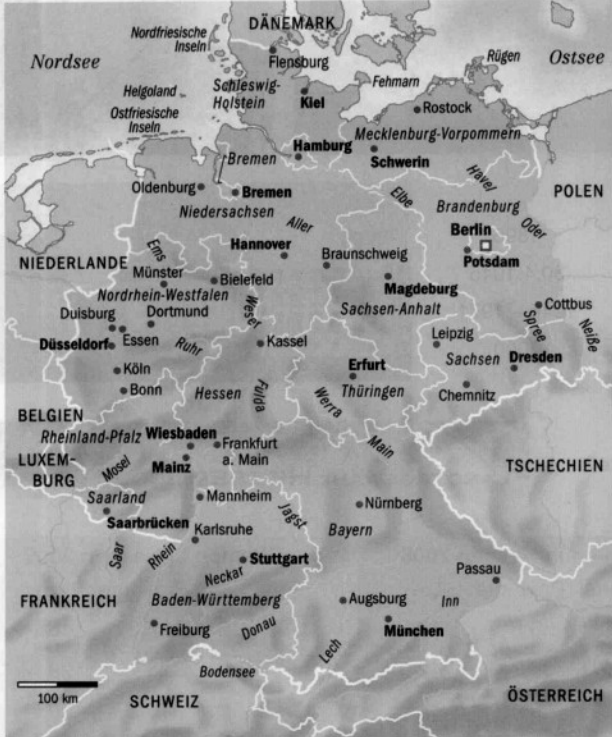 DÄNEMARK
Nordfriesische
Inseln
Nordsee
Flensburg
Rügen
Ostsee
Fehmarn
Helgoland
Schleswig-
Holstein
Kiel
Rostock
Ostfriesische
Inseln
Mecklenburg-Vorpommern
Hamburg
Schwerin
Bremen
Oldenburg
Bremen
Elbe
Havel
POLEN
Niedersachsen
Aller
Brandenburg
Oder
Berlin
Hannover
Ems
Braunschweig
Potsdam
NIEDERLANDE
Münster
Bielefeld
Magdeburg
Nordrhein-Westfalen
Weser
Sachsen-Anhalt
Cottbus
Duisburg
Dortmund
Spree
Neiße
Düsseldorf
Essen
Ruhr
Kassel
Leipzig
Sachsen
Dresden
Köln
Erfurt
Thüringen
Chemnitz
Bonn
Hessen
Fulda
Werra
BELGIEN
Rheinland-Pfalz
Wiesbaden
Frankfurt
a. Main
Main
LUXEM-
BURG
Mosel
Mainz
TSCHECHIEN
Saarland
Mannheim
Jagst
Nürnberg
Saarbrücken
Karlsruhe
Bayern
Saar
Rhein
Stuttgart
Neckar
Passau
FRANKREICH
Baden-Württemberg
Augsburg
Inn
Freiburg
Donau
München
Lech
Bodensee
100 km
SCHWEIZ
ÖSTERREICH